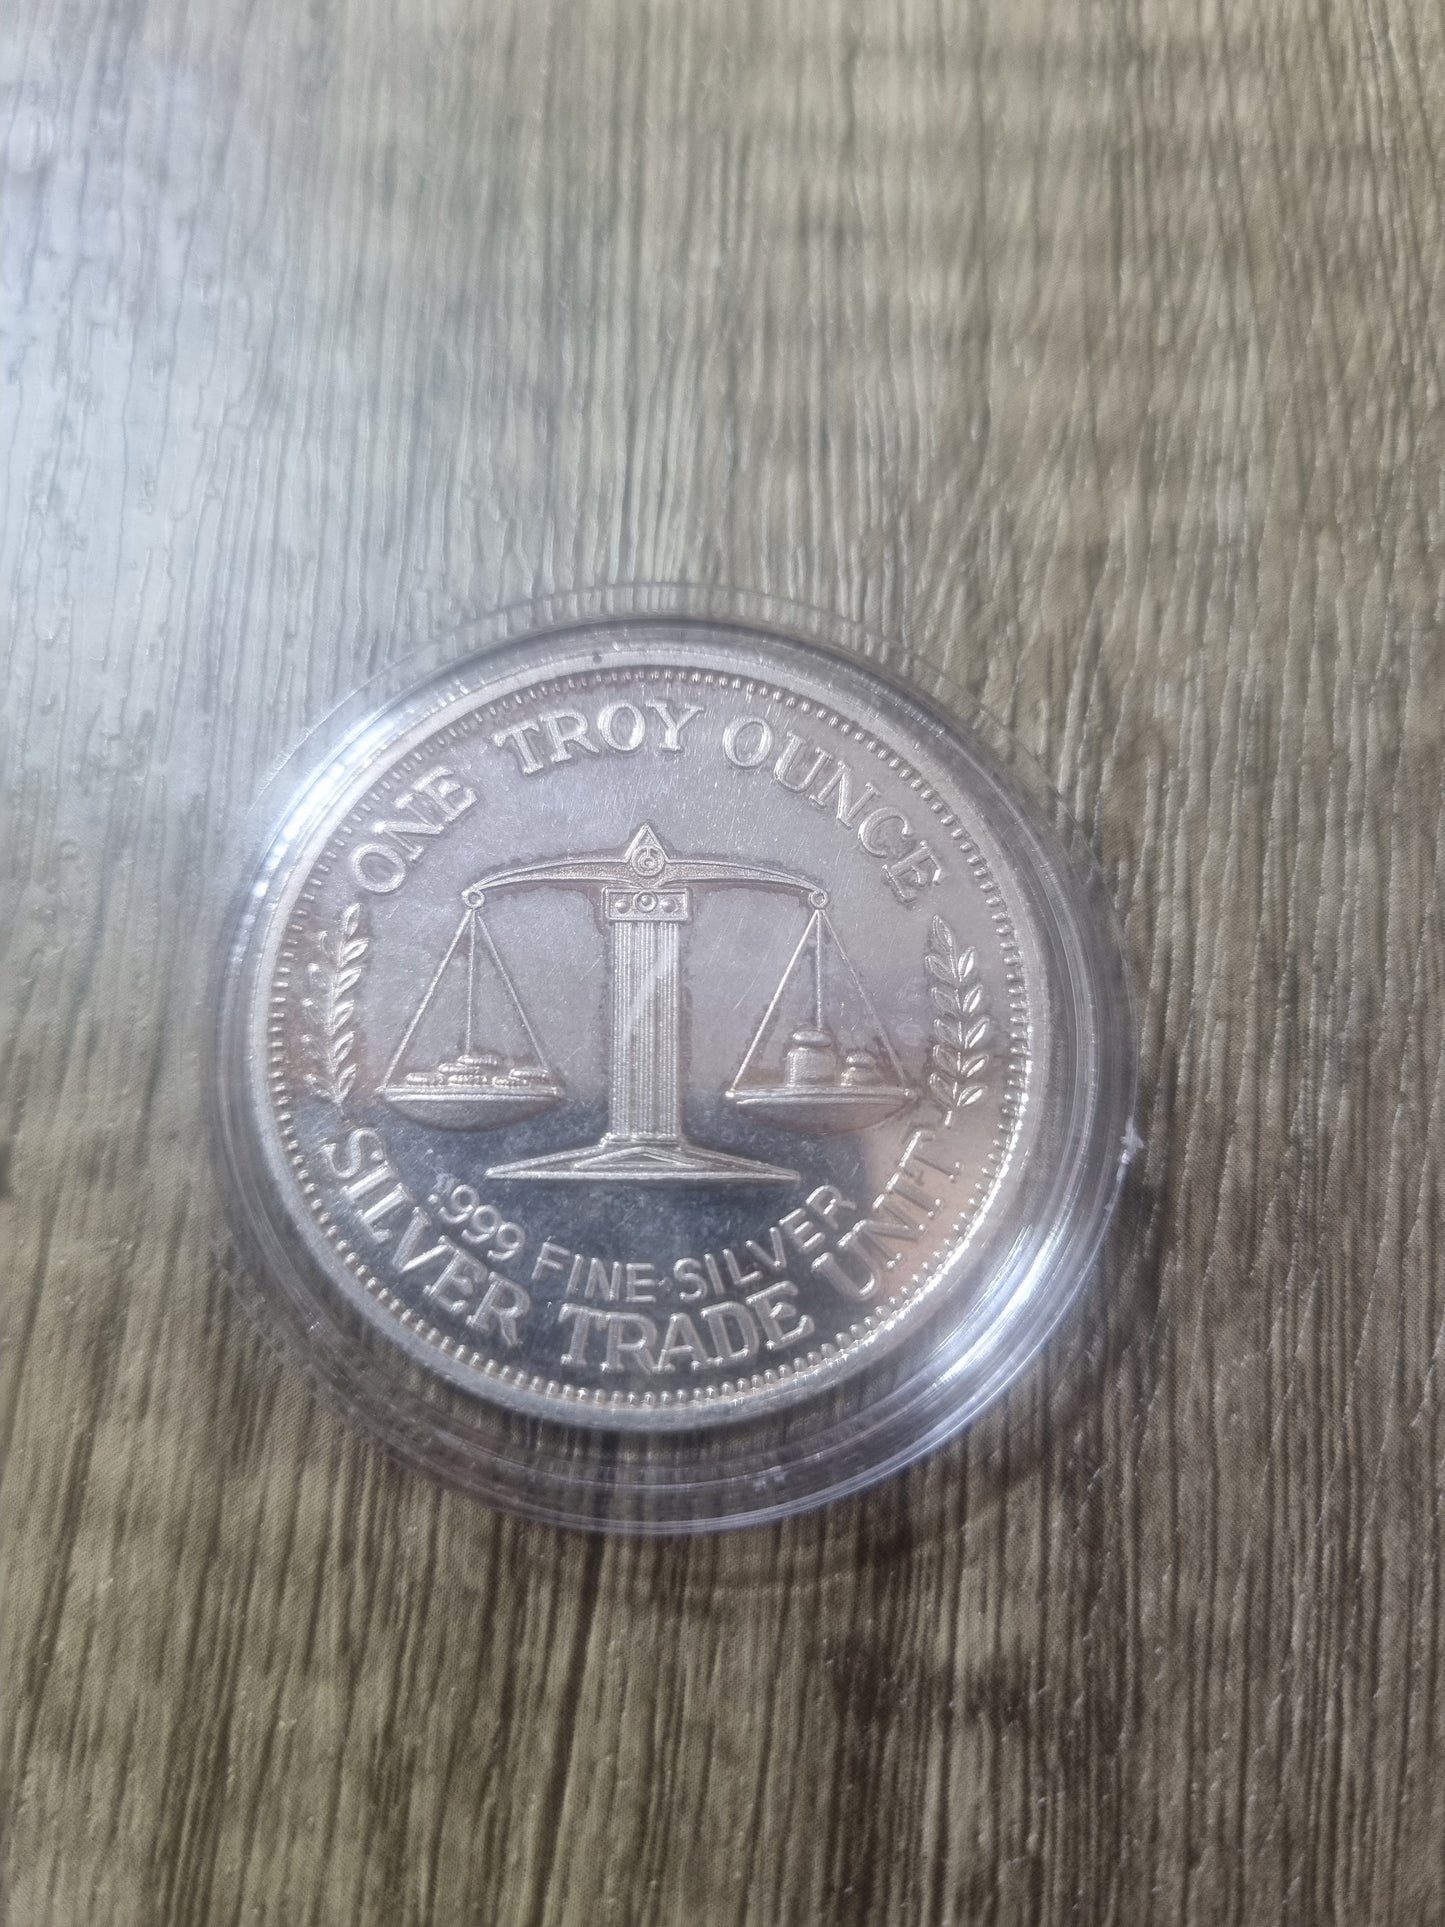 ONE TROY OUNCE
.999 FINE SILVER
SILVER TRADE UNIT